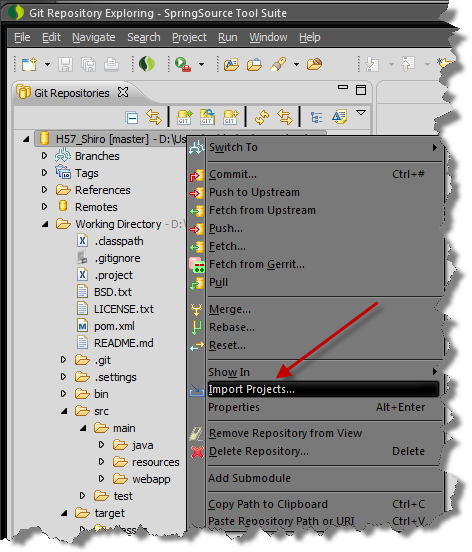 Git Repository Exploring - SpringSource Tool Suite
File Edit Navigate Search Project Run Window Help
Git Repositories
H57_Shiro [master] - D:\Us
Switch To
Branches
Tags
Commit... Ctrl+#
References
Push to Upstream
Remotes
Fetch from Upstream
Working Directory - D:\
Push...
.classpath
Fetch...
.gitignore
Fetch from Gerrit...
.project
Pull
BSD.txt
LICENSE.txt
Merge...
pom.xml
Rebase...
README.md
Reset...
.git
.settings
Show In
bin
Import Projects...
src
Properties Alt+Enter
main
java
Remove Repository from View
resources
Delete Repository... Delete
webapp
Add Submodule
test
Copy Path to Clipboard Ctrl+C
target
Paste Repository Path or URI Ctrl+V